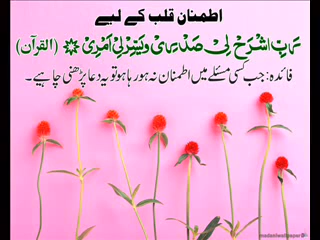 اطمنان قلب کے لیے
رَبِّ اشْرَحْ لِیْ صَدْرِیْ وَیَسِّرْ لِیْ اَمْرِیْ (القرآن)
فائدہ: جب کسی مسئلے میں اطمنان نہ ہو رہا ہو تو یہ دعا پڑھنی چاہیے۔